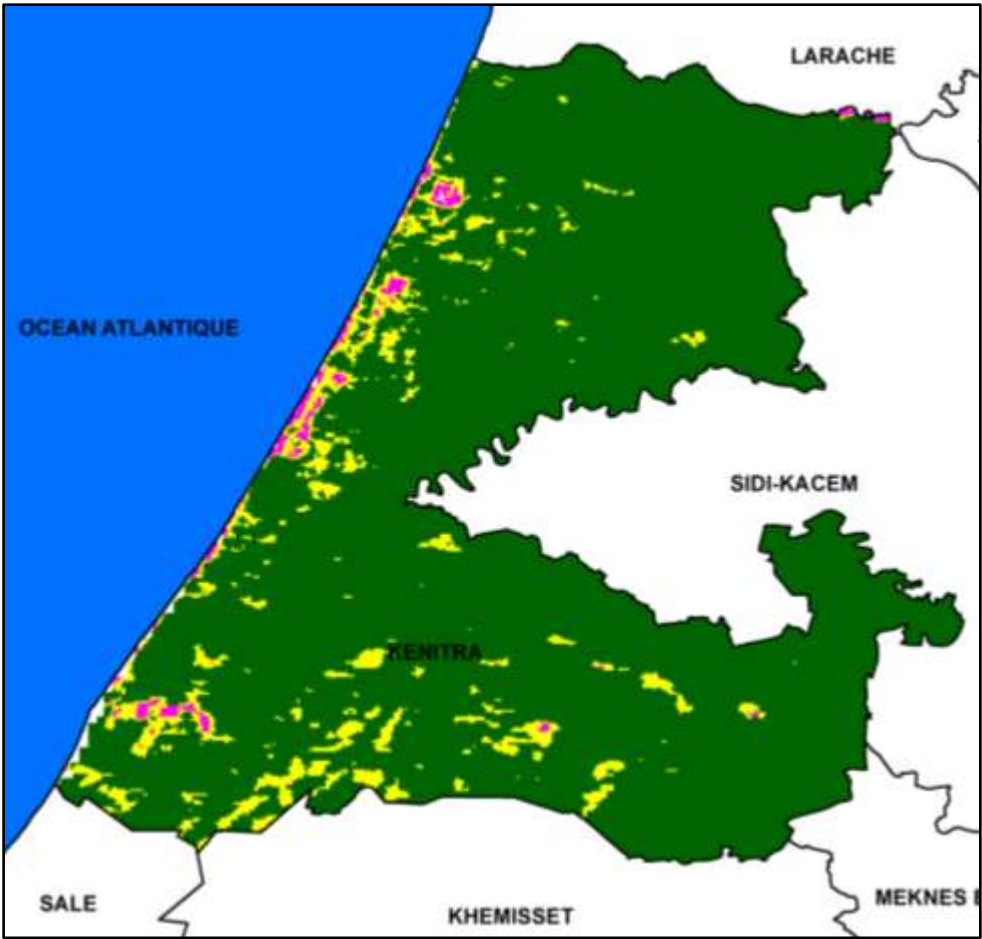 LARACHE
OCEAN ATLANTIQUE
SIDI-KACEM
KENITRA
MEKNES
SALE
KHEMISSET